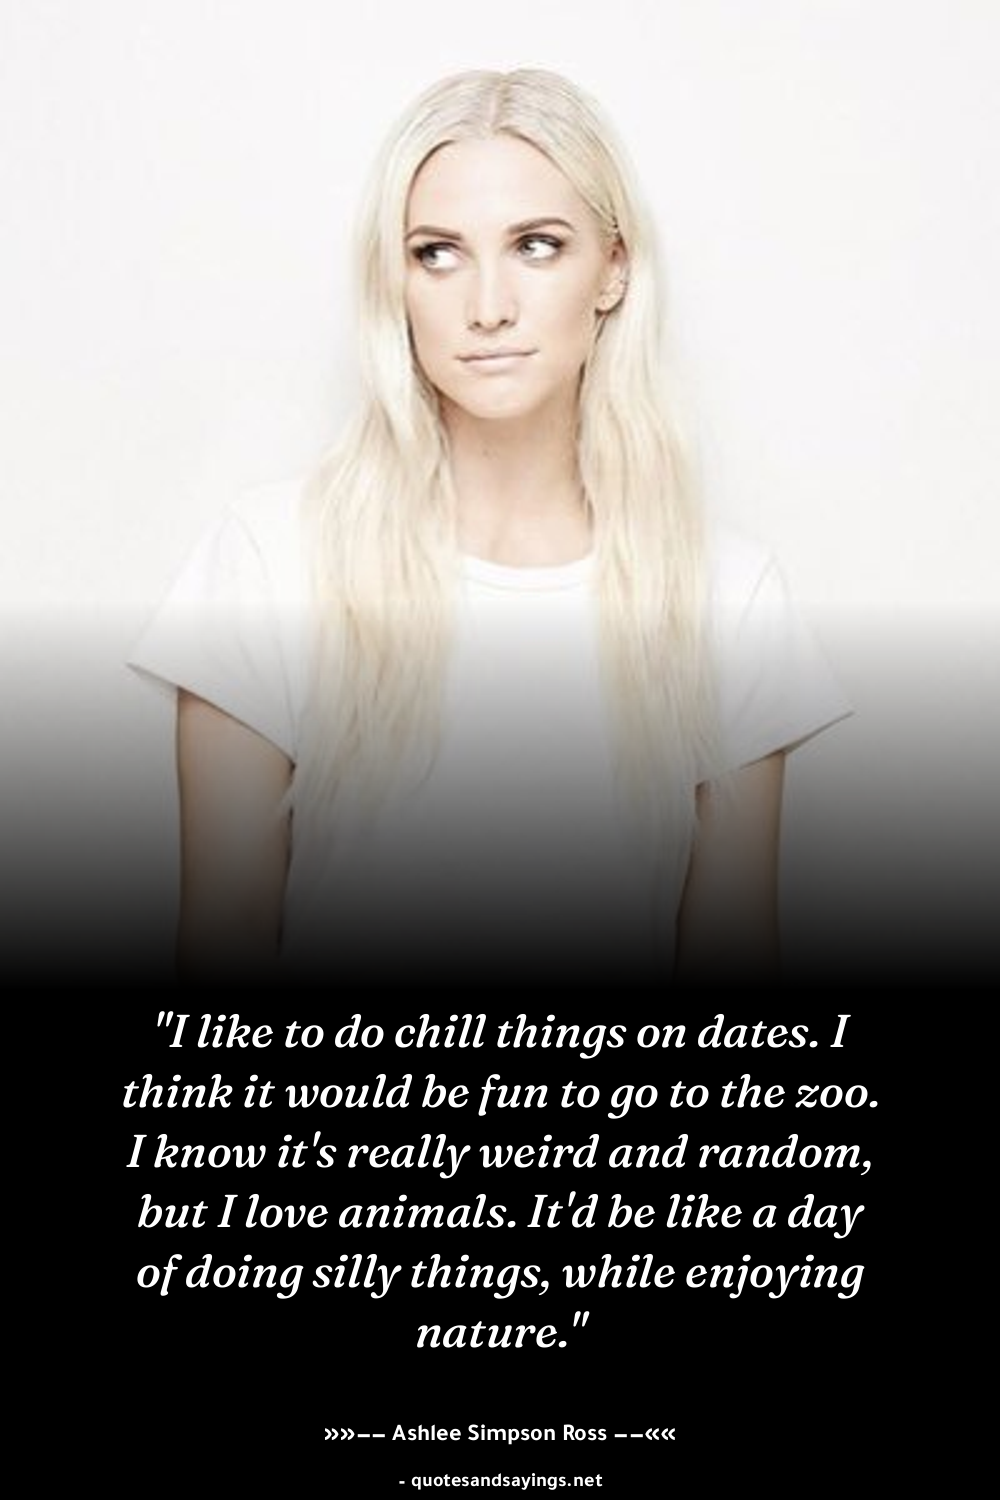 "I like to do chill things on dates. I
think it would be fun to go to the zoo.
I know it's really weird and random,
but I love animals. It'd be like a day
of doing silly things, while enjoying
nature."
»»-- Ashlee Simpson Ross --««
- quotesandsayings.net